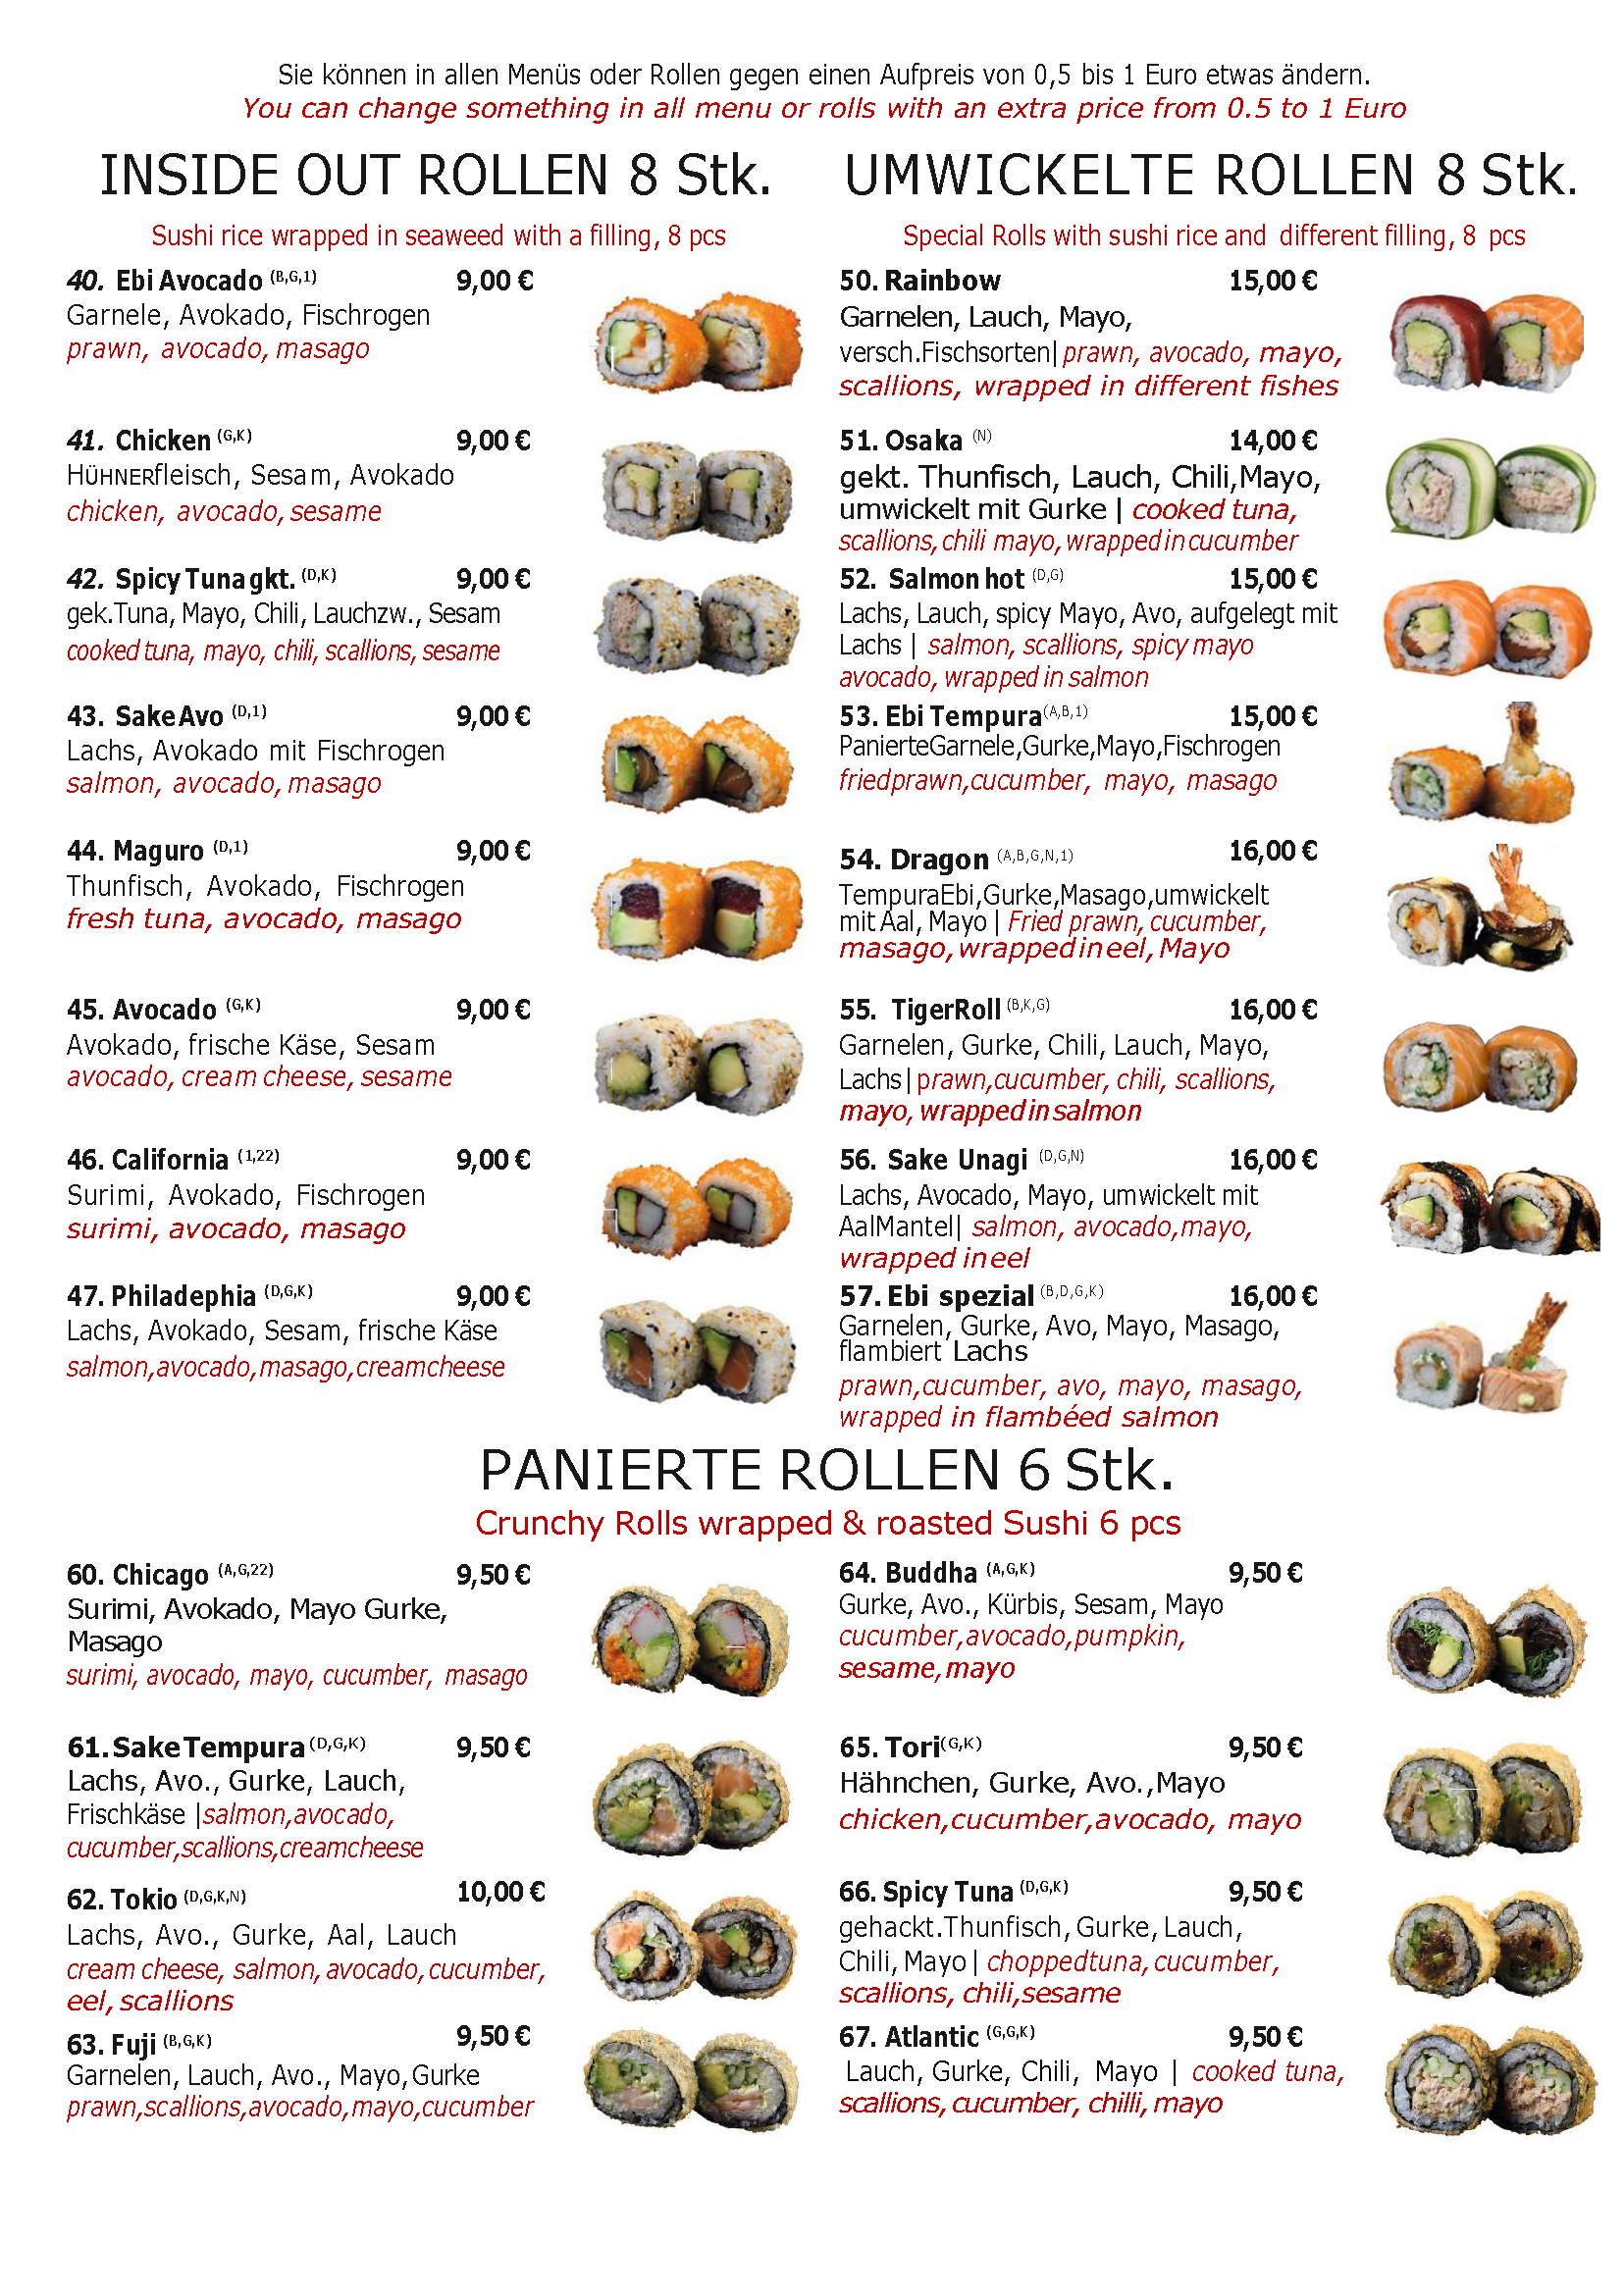 Sie können in allen Menüs oder Rollen gegen einen Aufpreis von 0,5 bis 1 Euro etwas ändern.
You can change something in all menu or rolls with an extra price from 0.5 to 1 Euro
INSIDE OUT ROLLEN 8 Stk.
Sushi rice wrapped in seaweed with a filling, 8 pcs
40. Ebi Avocado (B,G,1) 9,00 €
Garnele, Avokado, Fischrogen
prawn, avocado, masago
41. Chicken (G,K) 9,00 €
HÜHNERfleisch, Sesam, Avokado
chicken, avocado, sesame
42. Spicy Tuna gkt. (D,K) 9,00 €
gek.Tuna, Mayo, Chili, Lauchzw., Sesam
cooked tuna, mayo, chili, scallions, sesame
43. Sake Avo (D,1) 9,00 €
Lachs, Avokado mit Fischrogen
salmon, avocado, masago
44. Maguro (D,1) 9,00 €
Thunfisch, Avokado, Fischrogen
fresh tuna, avocado, masago
45. Avocado (G,K) 9,00 €
Avokado, frische Käse, Sesam
avocado, cream cheese, sesame
46. California (1,22) 9,00 €
Surimi, Avokado, Fischrogen
surimi, avocado, masago
47. Philadephia (D,G,K) 9,00 €
Lachs, Avokado, Sesam, frische Käse
salmon,avocado,masago,creamcheese
UMWICKELTE ROLLEN 8 Stk.
Special Rolls with sushi rice and different filling, 8 pcs
50. Rainbow 15,00 €
Garnelen, Lauch, Mayo,
versch.Fischsorten|prawn, avocado, mayo,
scallions, wrapped in different fishes
51. Osaka (N) 14,00 €
gekt. Thunfisch, Lauch, Chili,Mayo,
umwickelt mit Gurke | cooked tuna,
scallions, chili mayo, wrapped in cucumber
52. Salmon hot (D,G) 15,00 €
Lachs, Lauch, spicy Mayo, Avo, aufgelegt mit
Lachs | salmon, scallions, spicy mayo
avocado, wrapped in salmon
53. Ebi Tempura(A,B,1) 15,00 €
PanierteGarnele,Gurke,Mayo,Fischrogen
friedprawn,cucumber, mayo, masago
54. Dragon (A,B,G,N,1) 16,00 €
TempuraEbi,Gurke,Masago,umwickelt
mit Aal, Mayo | Fried prawn, cucumber,
masago, wrapped in eel, Mayo
55. TigerRoll (B,K,G) 16,00 €
Garnelen, Gurke, Chili, Lauch, Mayo,
Lachs|prawn,cucumber, chili, scallions,
mayo, wrapped in salmon
56. Sake Unagi (D,G,N) 16,00 €
Lachs, Avocado, Mayo, umwickelt mit
AalMantel| salmon, avocado,mayo,
wrapped in eel
57. Ebi spezial (B,D,G,K) 16,00 €
Garnelen, Gurke, Avo, Mayo, Masago,
flambiert Lachs
prawn,cucumber, avo, mayo, masago,
wrapped in flambéed salmon
PANIERTE ROLLEN 6 Stk.
Crunchy Rolls wrapped & roasted Sushi 6 pcs
60. Chicago (A,G,22) 9,50 €
Surimi, Avokado, Mayo Gurke,
Masago
surimi, avocado, mayo, cucumber, masago
61. Sake Tempura (D,G,K) 9,50 €
Lachs, Avo., Gurke, Lauch,
Frischkäse |salmon,avocado,
cucumber,scallions,creamcheese
62. Tokio (D,G,K,N) 10,00 €
Lachs, Avo., Gurke, Aal, Lauch
cream cheese, salmon, avocado, cucumber,
eel, scallions
63. Fuji (B,G,K) 9,50 €
Garnelen, Lauch, Avo., Mayo, Gurke
prawn,scallions,avocado,mayo,cucumber
64. Buddha (A,G,K) 9,50 €
Gurke, Avo., Kürbis, Sesam, Mayo
cucumber,avocado,pumpkin,
sesame, mayo
65. Tori(G,K) 9,50 €
Hähnchen, Gurke, Avo.,Mayo
chicken,cucumber,avocado, mayo
66. Spicy Tuna (D,G,K) 9,50 €
gehackt.Thunfisch, Gurke, Lauch,
Chili, Mayo | choppedtuna, cucumber,
scallions, chili,sesame
67. Atlantic (G,G,K) 9,50 €
Lauch, Gurke, Chili, Mayo | cooked tuna,
scallions, cucumber, chilli, mayo